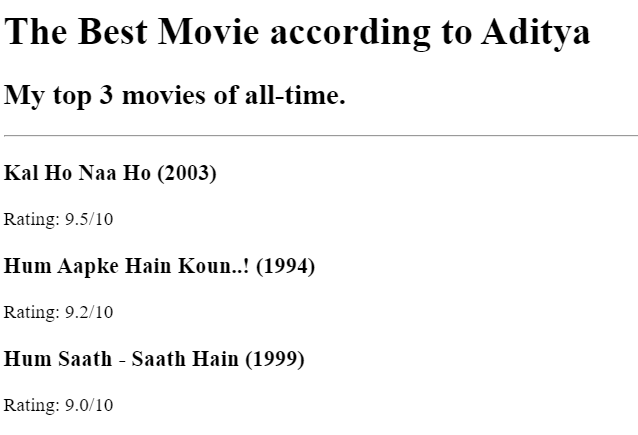 The Best Movie according to Aditya
My top 3 movies of all-time.
Kal Ho Naa Ho (2003)
Rating: 9.5/10
Hum Aapke Hain Koun..! (1994)
Rating: 9.2/10
Hum Saath - Saath Hain (1999)
Rating: 9.0/10